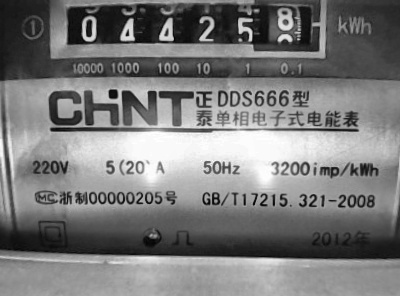 ① 0 4 4 2 5 8 kWh
10000 1000 100 10 1 0.1
CHNT 正泰 DDS666型
单相电子式电能表
220V 5(20)A 50Hz 3200imp/kWh
MC 浙制00000205号 GB/T17215.321-2008
2012年